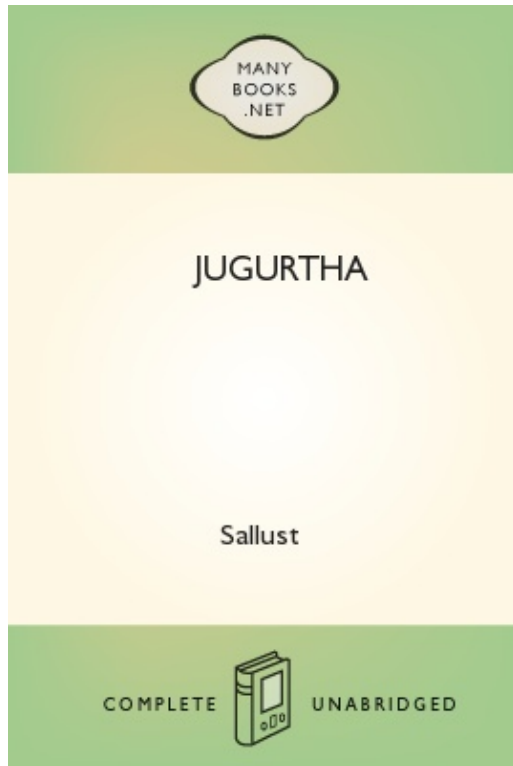 MANY
BOOKS
.NET
JUGURTHA
Sallust
COMPLETE UNABRIDGED